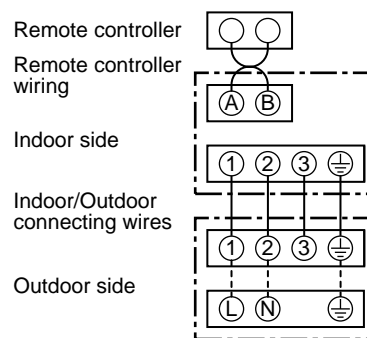 Remote controller
Remote controller
wiring
A B
Indoor side
1 2 3
Indoor/Outdoor
connecting wires
1 2 3
Outdoor side
L N